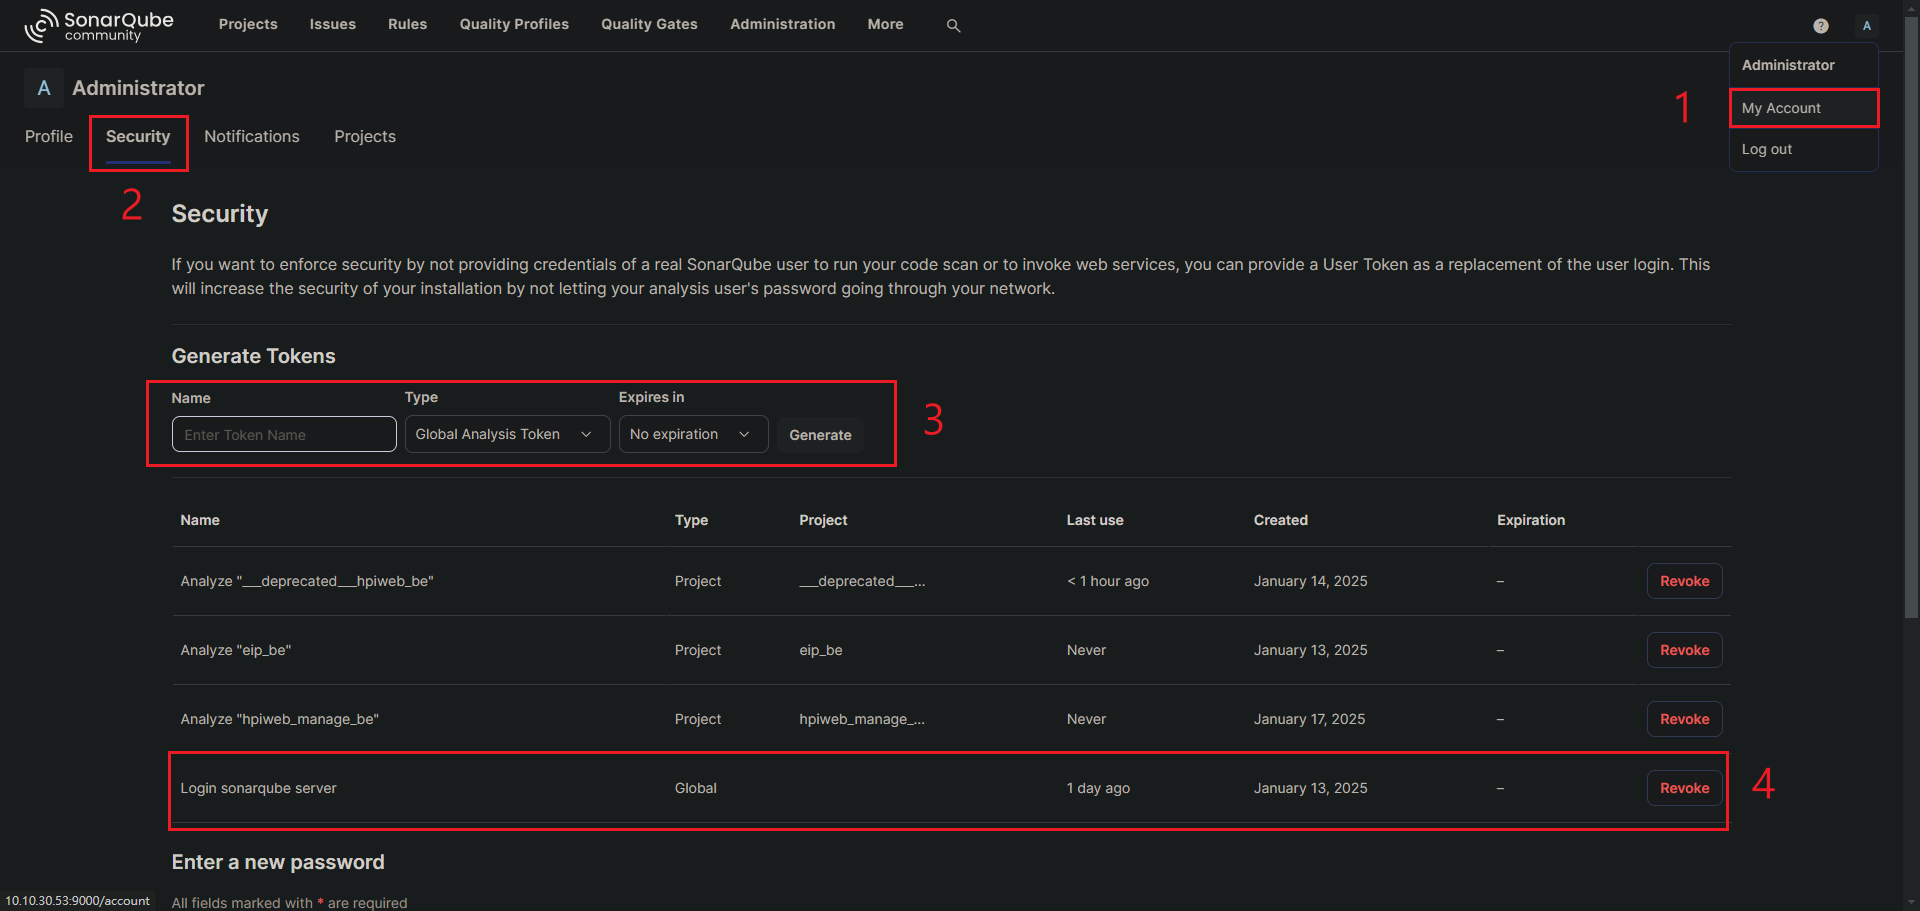 SonarQube community
Projects Issues Rules Quality Profiles Quality Gates Administration More ? A
Administrator
My Account
Log out
1
A Administrator
Profile Security Notifications Projects
2
Security
If you want to enforce security by not providing credentials of a real SonarQube user to run your code scan or to invoke web services, you can provide a User Token as a replacement of the user login. This
will increase the security of your installation by not letting your analysis user's password going through your network.
Generate Tokens
Name Type Expires in
Enter Token Name Global Analysis Token No expiration Generate
3
Name Type Project Last use Created Expiration
Analyze "___deprecated___hpiweb_be" Project ___deprecated___... < 1 hour ago January 14, 2025 – Revoke
Analyze "eip_be" Project eip_be Never January 13, 2025 – Revoke
Analyze "hpiweb_manage_be" Project hpiweb_manage_... Never January 17, 2025 – Revoke
Login sonarqube server Global 1 day ago January 13, 2025 – Revoke
4
Enter a new password
All fields marked with * are required
10.10.30.53:9000/account